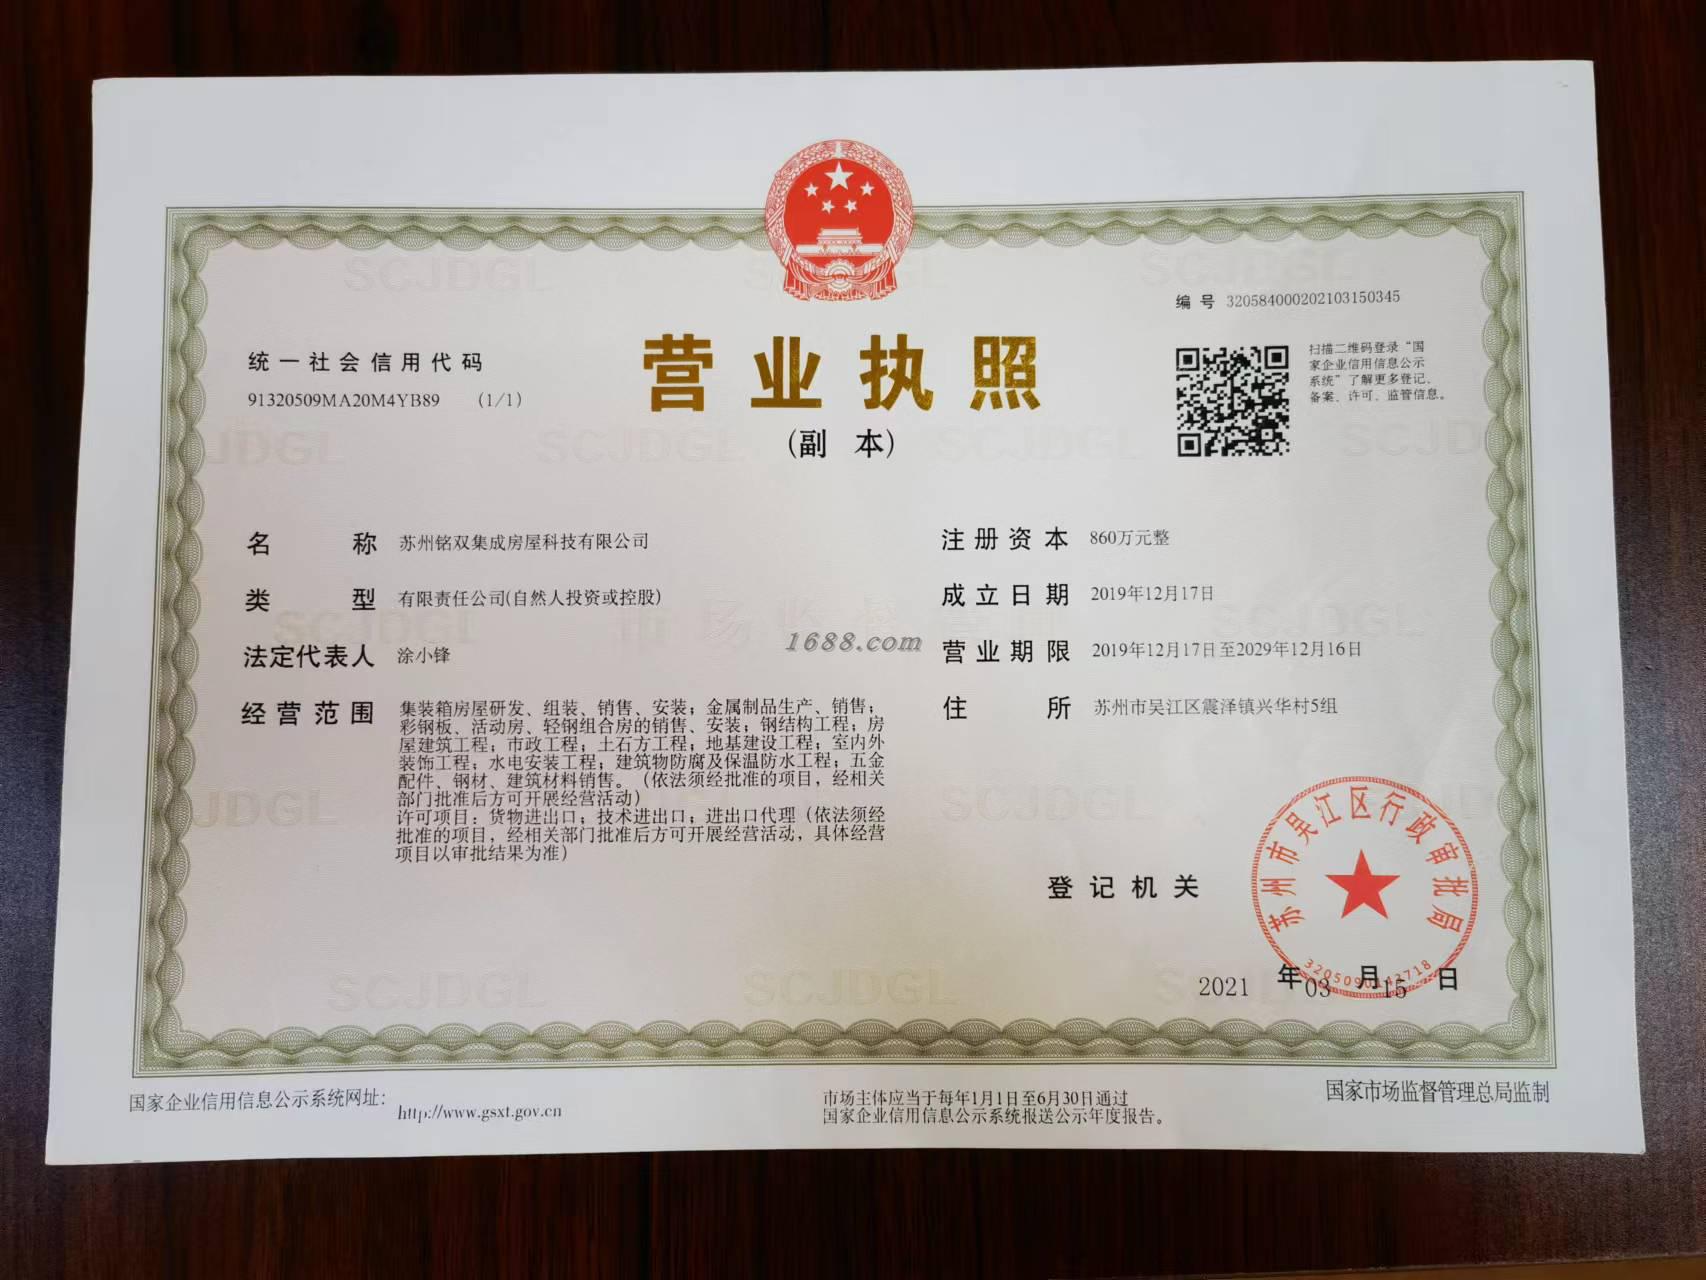 编 号 320584000202103150345
统一社会信用代码
91320509MA20M4YB89 (1/1)
营业执照
(副 本)
扫描二维码登录“国
家企业信用信息公示
系统”了解更多登记、
备案、许可、监管信息。
名 称 苏州铭双集成房屋科技有限公司
类 型 有限责任公司(自然人投资或控股)
法定代表人 涂小锋
经营范围 集装箱房屋研发、组装、销售、安装；金属制品生产、销售；
彩钢板、活动房、轻钢组合房的销售、安装；钢结构工程；房
屋建筑工程；市政工程；土石方工程；地基建设工程；室内外
装饰工程；水电安装工程；建筑物防腐及保温防水工程；五金
配件、钢材、建筑材料销售。（依法须经批准的项目，经相关
部门批准后方可开展经营活动）
许可项目：货物进出口；技术进出口；进出口代理（依法须经
批准的项目，经相关部门批准后方可开展经营活动，具体经营
项目以审批结果为准）
注册资本 860万元整
成立日期 2019年12月17日
营业期限 2019年12月17日至2029年12月16日
住 所 苏州市吴江区震泽镇兴华村5组
1688.com
登记机关
苏州市吴江区行政审批局
3205090142718
2021 年 03 月 15 日
国家企业信用信息公示系统网址：
http://www.gsxt.gov.cn
市场主体应当于每年1月1日至6月30日通过
国家企业信用信息公示系统报送公示年度报告。
国家市场监督管理总局监制
SCJDGL